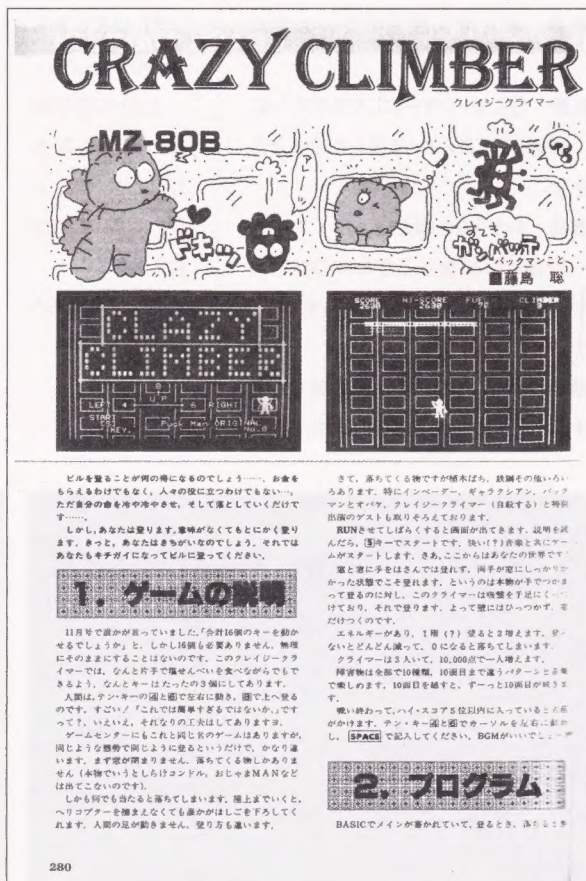 CRAZY CLIMBER
クレイジークライマー
MZ-80B
アレーッ
ドキッ
すてきっ
ガンバッテ
パックマンこと
藤島 聡
CLAZY
CLIMBER
8
UP
LEFT 4 6 RIGHT
START
KEY.
Puck Man ORIGINAL
No.8
SCORE HI-SCORE CLIMBER
2630 2630
ビルを登ることが何の得になるのでしょう……，お金を
もらえるわけでもなく，人々の役に立つわけでもない…，
ただ自分の命を冷や冷やさせ，そして落としていくだけで
す……．
しかし，あなたは登ります．意味がなくてもとにかく登り
ます．きっと，あなたはきちがいなのでしょう．それでは
あなたもキチガイになってビルに登ってください．
1．ゲームの説明
11月号で誰かが言っていました，「合計16個のキーを動か
せるでしょうか」と，しかし16個も必要ありません．無理
にそのままにすることはないのです．このクレイジークラ
イマーでは，なんと片手で塩せんべいを食べながらでもで
きるよう，なんとキーはたったの3個にしてあります．
人間は，テン・キーの4と6で左右に動き，8で上へ登る
のです．すごい／「これでは簡単すぎるではないか．」です
って？．いえいえ，それなりの工夫はしてありますヨ．
ゲームセンターにもこれと同じ名のゲームはありますが，
同じような態勢で同じように登るというだけで，かなり違
います．まず窓が閉まりません．落ちてくる物しかありま
せん（本物でいうとしらけコンドル，おじゃまMANなど
は出てこないのです）．
しかも何でも当たると落ちてしまいます．屋上までいくと，
ヘリコプターを捕まえなくても誰かがはしごを下ろしてく
れます．人間の足が動きません．登り方も違います．
さて，落ちてくる物ですが植木ばち，鉄鋼その他いろい
ろあります．特にインベーダー，ギャラクシアン，パック
マンとオバケ，クレイジークライマー（自殺する）と特別
出演のゲストも取りそろえております．
RUNさせてしばらくすると画面が出てきます．説明を読
んだら，Sキーでスタートです．快い(？)音楽と共にゲー
ムがスタートします．さあ，ここからはあなたの世界です
窓と窓に手をはさんでは登れず，両手が窓にしっかりか
かった状態でこそ登れます．というのは本物が手でつかま
って登るのに対し，このクライマーは吸盤を手足に
けており，それで登ります．よって壁にはひっつかず，窓
だけつくのです．
エネルギーがあり，1階（？）登ると2増えます．登ら
ないとどんどん減って，0になると落ちてしまいます．
クライマーは3人いて，10,000点で一人増えます．
障害物は全部で10種類，10面目まで違うパターンと音楽
で楽しめます．10面目を越すと，ずーっと10面目が続きま
す．
戦い終わって，ハイ・スコア5位以内に入っていると名前
がかけます．テン・キー4と6でカーソルを左右に動か
し，SPACEで記入してください．BGMがいいでしょ
2．プログラム
BASICでメインが書かれていて，登るとき，落ちるとき
280